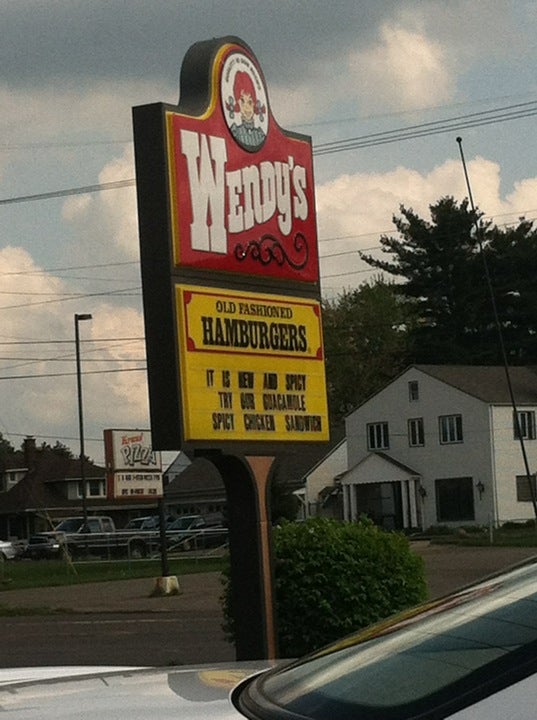 WENDY'S
OLD FASHIONED
HAMBURGERS
IT IS NEW AND SPICY
TRY OUR GUACAMOLE
SPICY CHICKEN SANDWICH
PIZZA